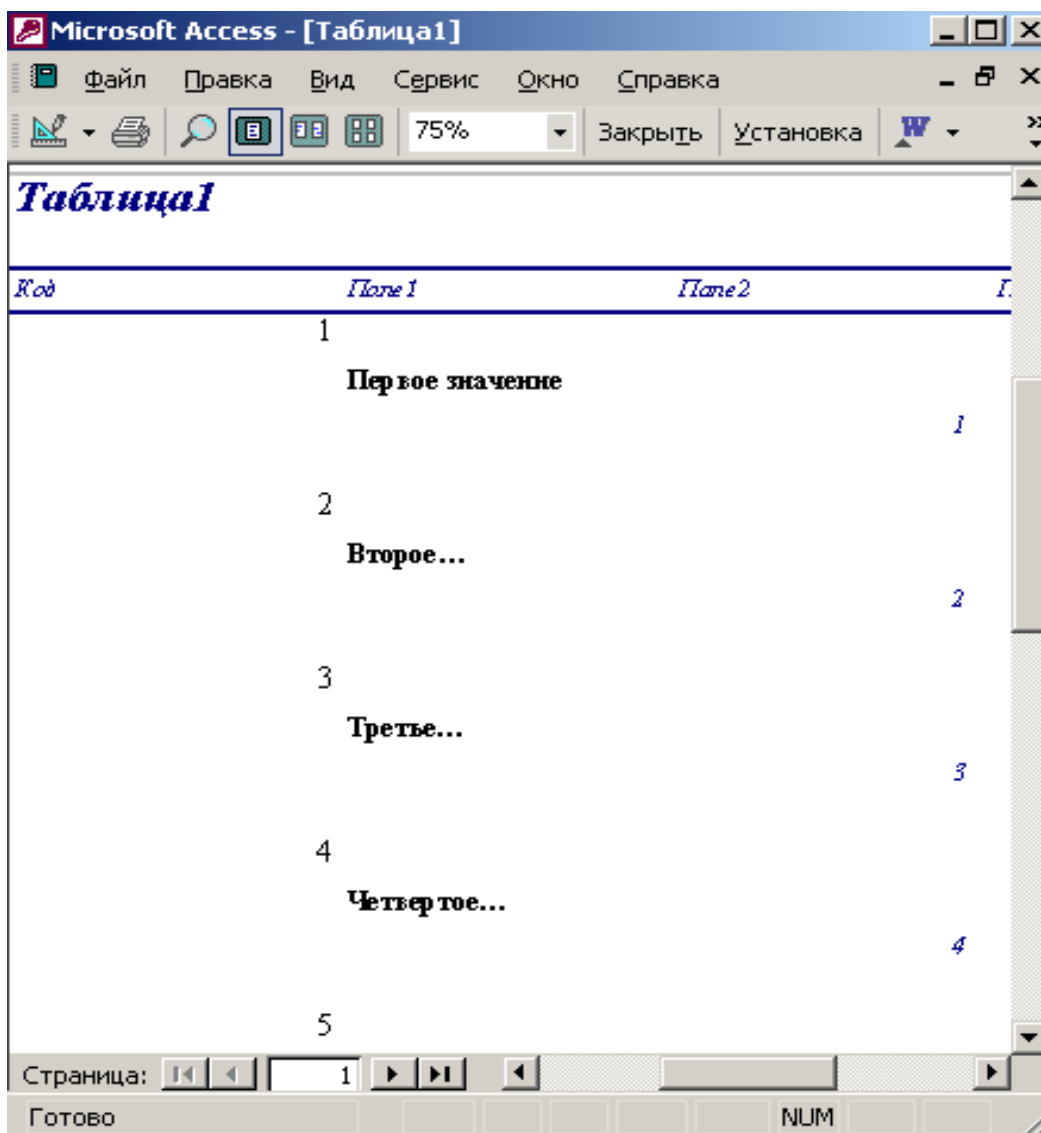 Microsoft Access - [Таблица1]
Файл Правка Вид Сервис Окно Справка
75% Закрыть Установка W
Таблица1
Код Поле1 Поле2 П
1
Первое значение
1
2
Второе...
2
3
Третье...
3
4
Четвертое...
4
5
Страница: 1
Готово NUM